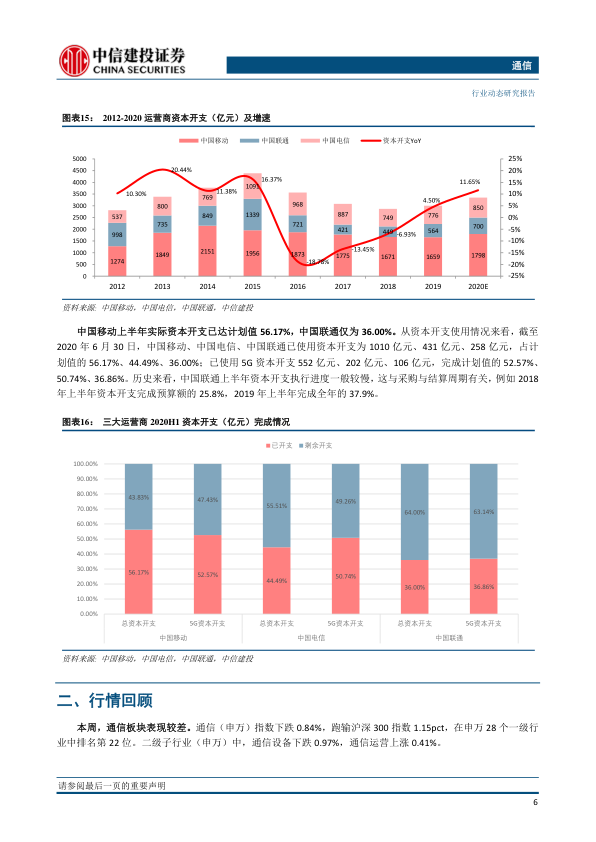 中信建投证券
CHINA SECURITIES
通信
行业动态研究报告
图表15： 2012-2020 运营商资本开支（亿元）及增速
中国移动 中国联通 中国电信 资本开支YoY
5000 25%
4500 20%
4000 15%
3500 10%
3000 5%
2500 0%
2000 -5%
1500 -10%
1000 -15%
500 -20%
0 -25%
20.44% 16.37% 11.65%
10.30% 11.38% 4.50%
-18.78% -13.45% -6.93%
537 800 769 1091 968 887 749 776 850
998 735 849 1339 721 421 449 564 700
1274 1849 2151 1956 1873 1775 1671 1659 1798
2012 2013 2014 2015 2016 2017 2018 2019 2020E
资料来源: 中国移动，中国电信，中国联通，中信建投
中国移动上半年实际资本开支已达计划值 56.17%，中国联通仅为 36.00%。从资本开支使用情况来看，截至
2020 年 6 月 30 日，中国移动、中国电信、中国联通已使用资本开支为 1010 亿元、431 亿元、258 亿元，占计
划值的 56.17%、44.49%、36.00%；已使用 5G 资本开支 552 亿元、202 亿元、106 亿元，完成计划值的 52.57%、
50.74%、36.86%。历史来看，中国联通上半年资本开支执行进度一般较慢，这与采购与结算周期有关，例如 2018
年上半年资本开支完成预算额的 25.8%，2019 年上半年完成全年的 37.9%。
图表16： 三大运营商 2020H1 资本开支（亿元）完成情况
已开支 剩余开支
100.00%
90.00%
80.00%
70.00%
60.00%
50.00%
40.00%
30.00%
20.00%
10.00%
0.00%
43.83% 47.43% 55.51% 49.26% 64.00% 63.14%
56.17% 52.57% 44.49% 50.74% 36.00% 36.86%
总资本开支 5G资本开支 总资本开支 5G资本开支 总资本开支 5G资本开支
中国移动 中国电信 中国联通
资料来源: 中国移动，中国电信，中国联通，中信建投
二、行情回顾
本周，通信板块表现较差。通信（申万）指数下跌 0.84%，跑输沪深 300 指数 1.15pct，在申万 28 个一级行
业中排名第 22 位。二级子行业（申万）中，通信设备下跌 0.97%，通信运营上涨 0.41%。
请参阅最后一页的重要声明
6